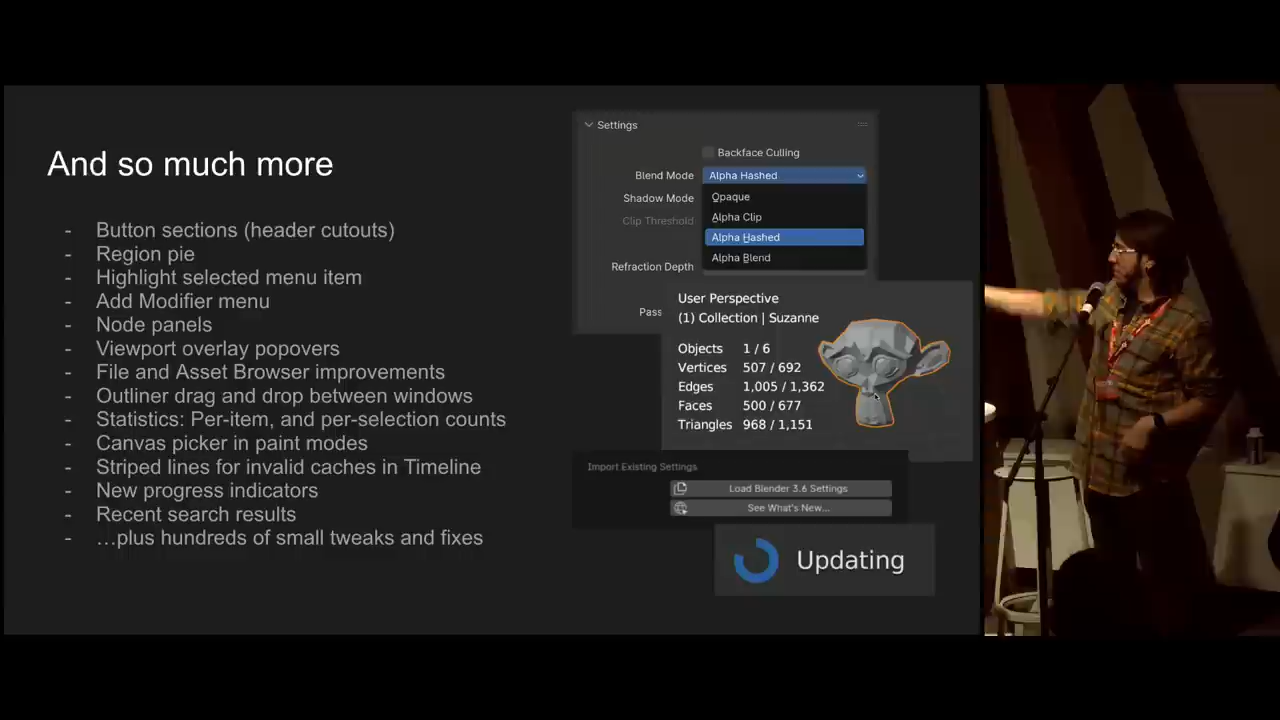 And so much more
- Button sections (header cutouts)
- Region pie
- Highlight selected menu item
- Add Modifier menu
- Node panels
- Viewport overlay popovers
- File and Asset Browser improvements
- Outliner drag and drop between windows
- Statistics: Per-item, and per-selection counts
- Canvas picker in paint modes
- Striped lines for invalid caches in Timeline
- New progress indicators
- Recent search results
- …plus hundreds of small tweaks and fixes
Settings
Backface Culling
Blend Mode Alpha Hashed
Shadow Mode Opaque
Clip Threshold Alpha Clip
Alpha Hashed
Alpha Blend
Refraction Depth
Pass
User Perspective
(1) Collection | Suzanne
Objects 1 / 6
Vertices 507 / 692
Edges 1,005 / 1,362
Faces 500 / 677
Triangles 968 / 1,151
Import Existing Settings
Load Blender 3.6 Settings
See What's New...
Updating